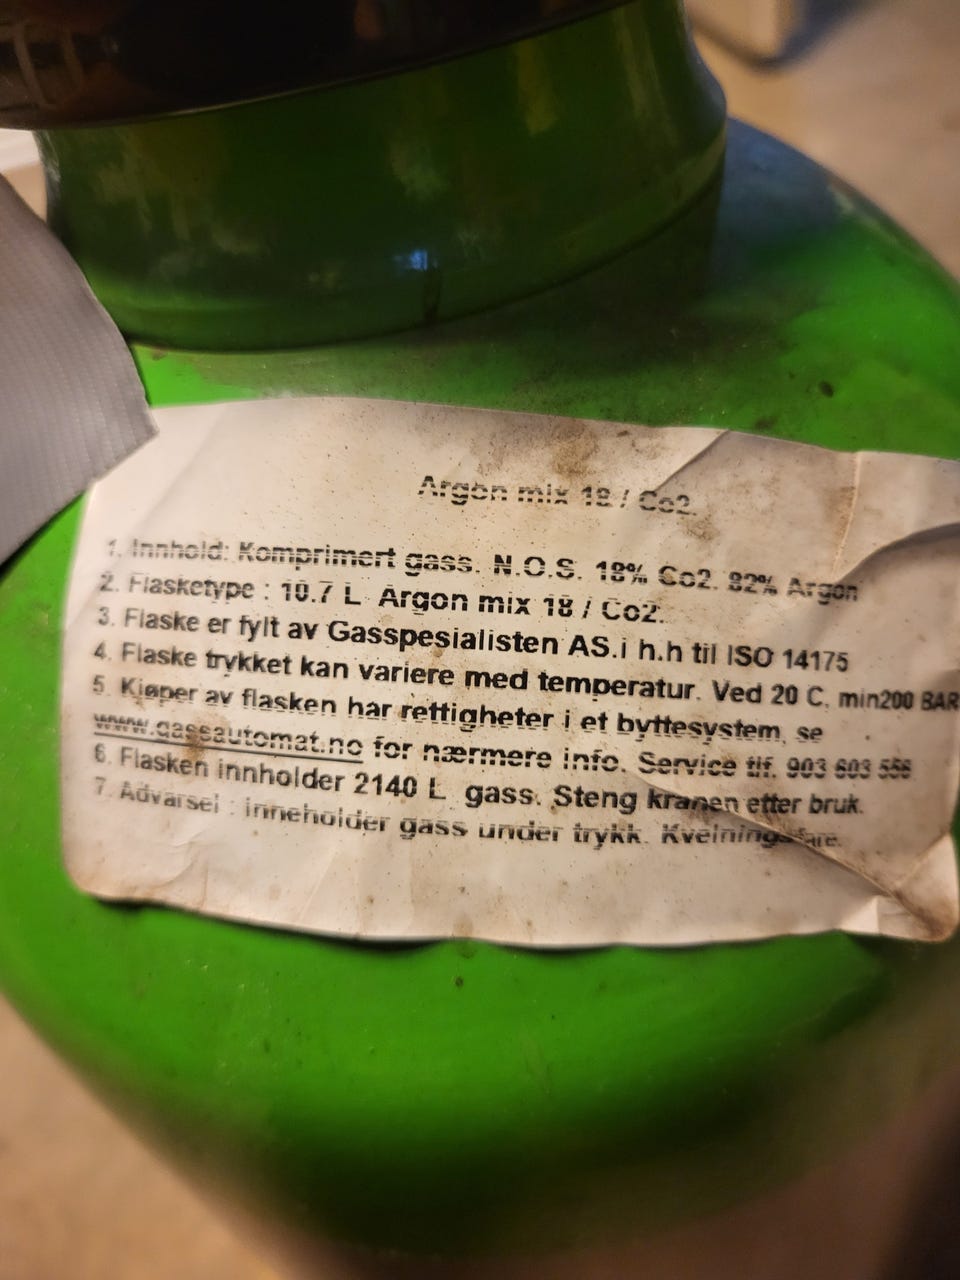 Argon mix 18 / Co2.
1. Innhold: Komprimert gass. N.O.S. 18% Co2. 82% Argon
2. Flasketype : 10.7 L Argon mix 18 / Co2.
3. Flaske er fylt av Gasspesialisten AS.i h.h til ISO 14175
4. Flaske trykket kan variere med temperatur. Ved 20 C, min200 BAR
5. Kjøper av flasken har rettigheter i et byttesystem, se
www.gassautomat.no for nærmere info. Service tlf. 903 603 556
6. Flasken innholder 2140 L gass. Steng kranen etter bruk.
7. Advarsel : inneholder gass under trykk. Kvelningsfare.